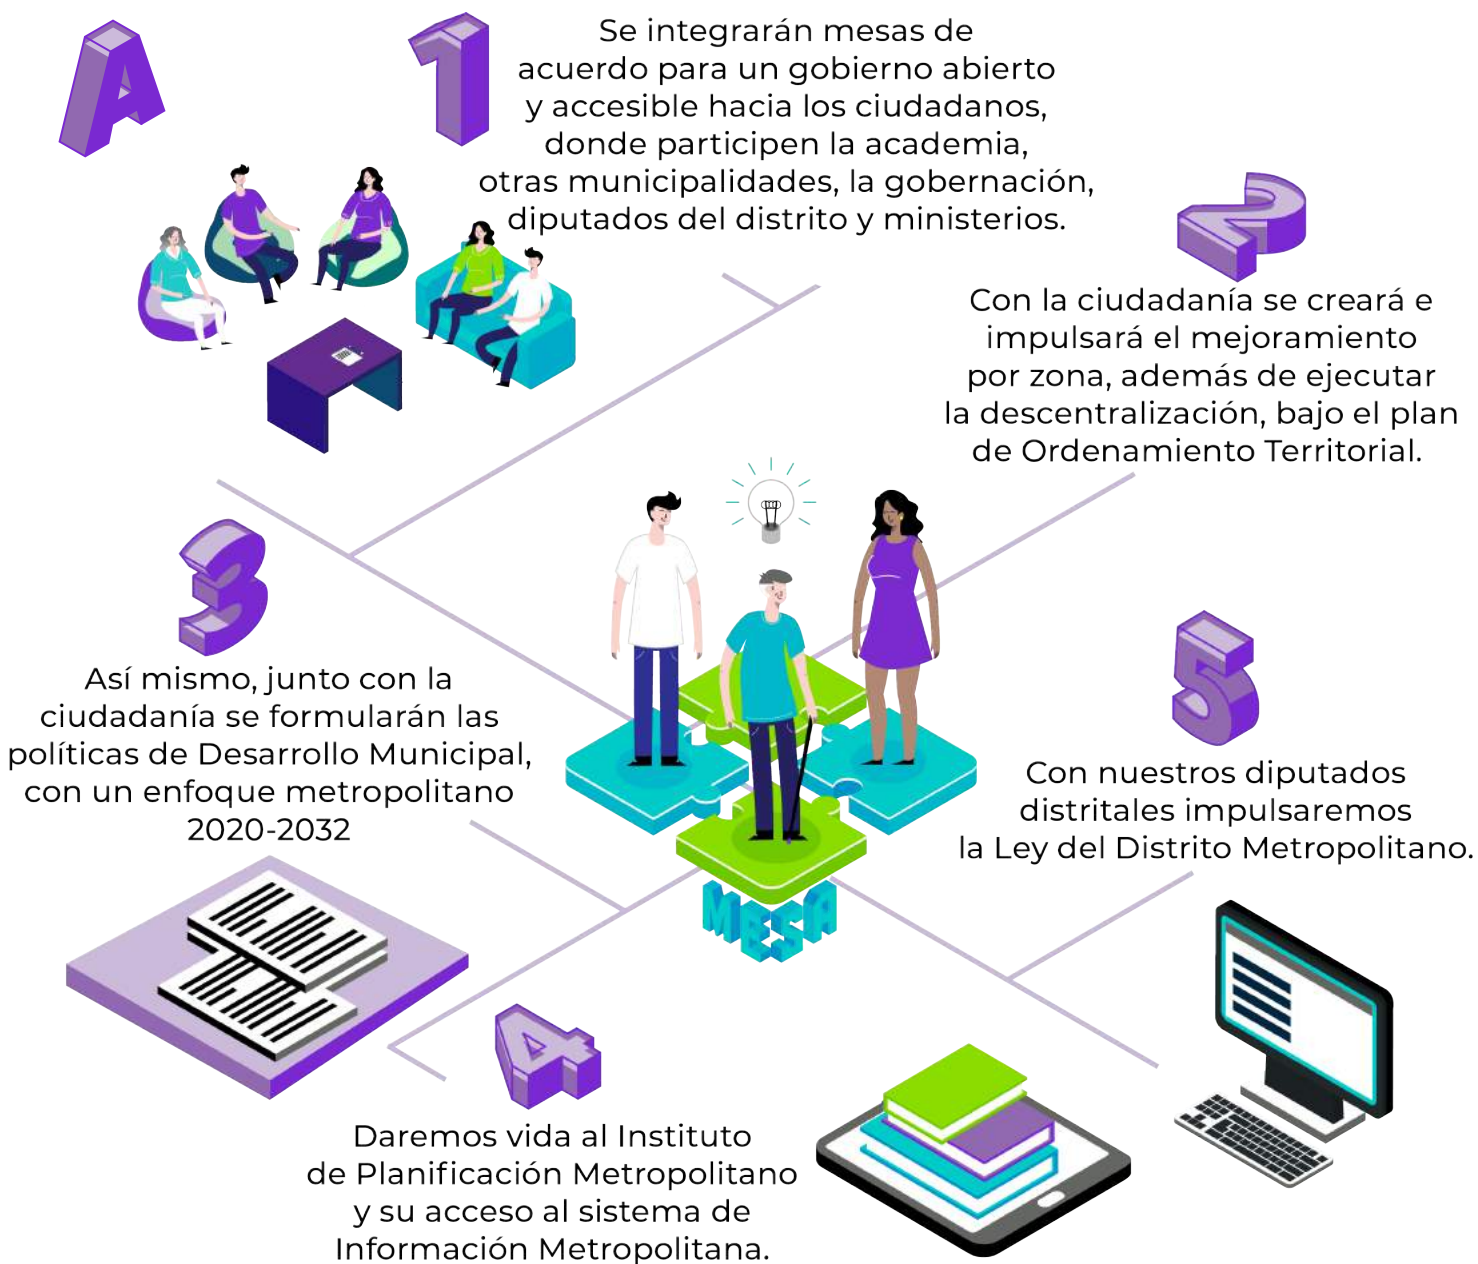 A
1
Se integrarán mesas de
acuerdo para un gobierno abierto
y accesible hacia los ciudadanos,
donde participen la academia,
otras municipalidades, la gobernación,
diputados del distrito y ministerios.
2
Con la ciudadanía se creará e
impulsará el mejoramiento
por zona, además de ejecutar
la descentralización, bajo el plan
de Ordenamiento Territorial.
3
Así mismo, junto con la
ciudadanía se formularán las
políticas de Desarrollo Municipal,
con un enfoque metropolitano
2020-2032
5
Con nuestros diputados
distritales impulsaremos
la Ley del Distrito Metropolitano.
MESA
4
Daremos vida al Instituto
de Planificación Metropolitano
y su acceso al sistema de
Información Metropolitana.